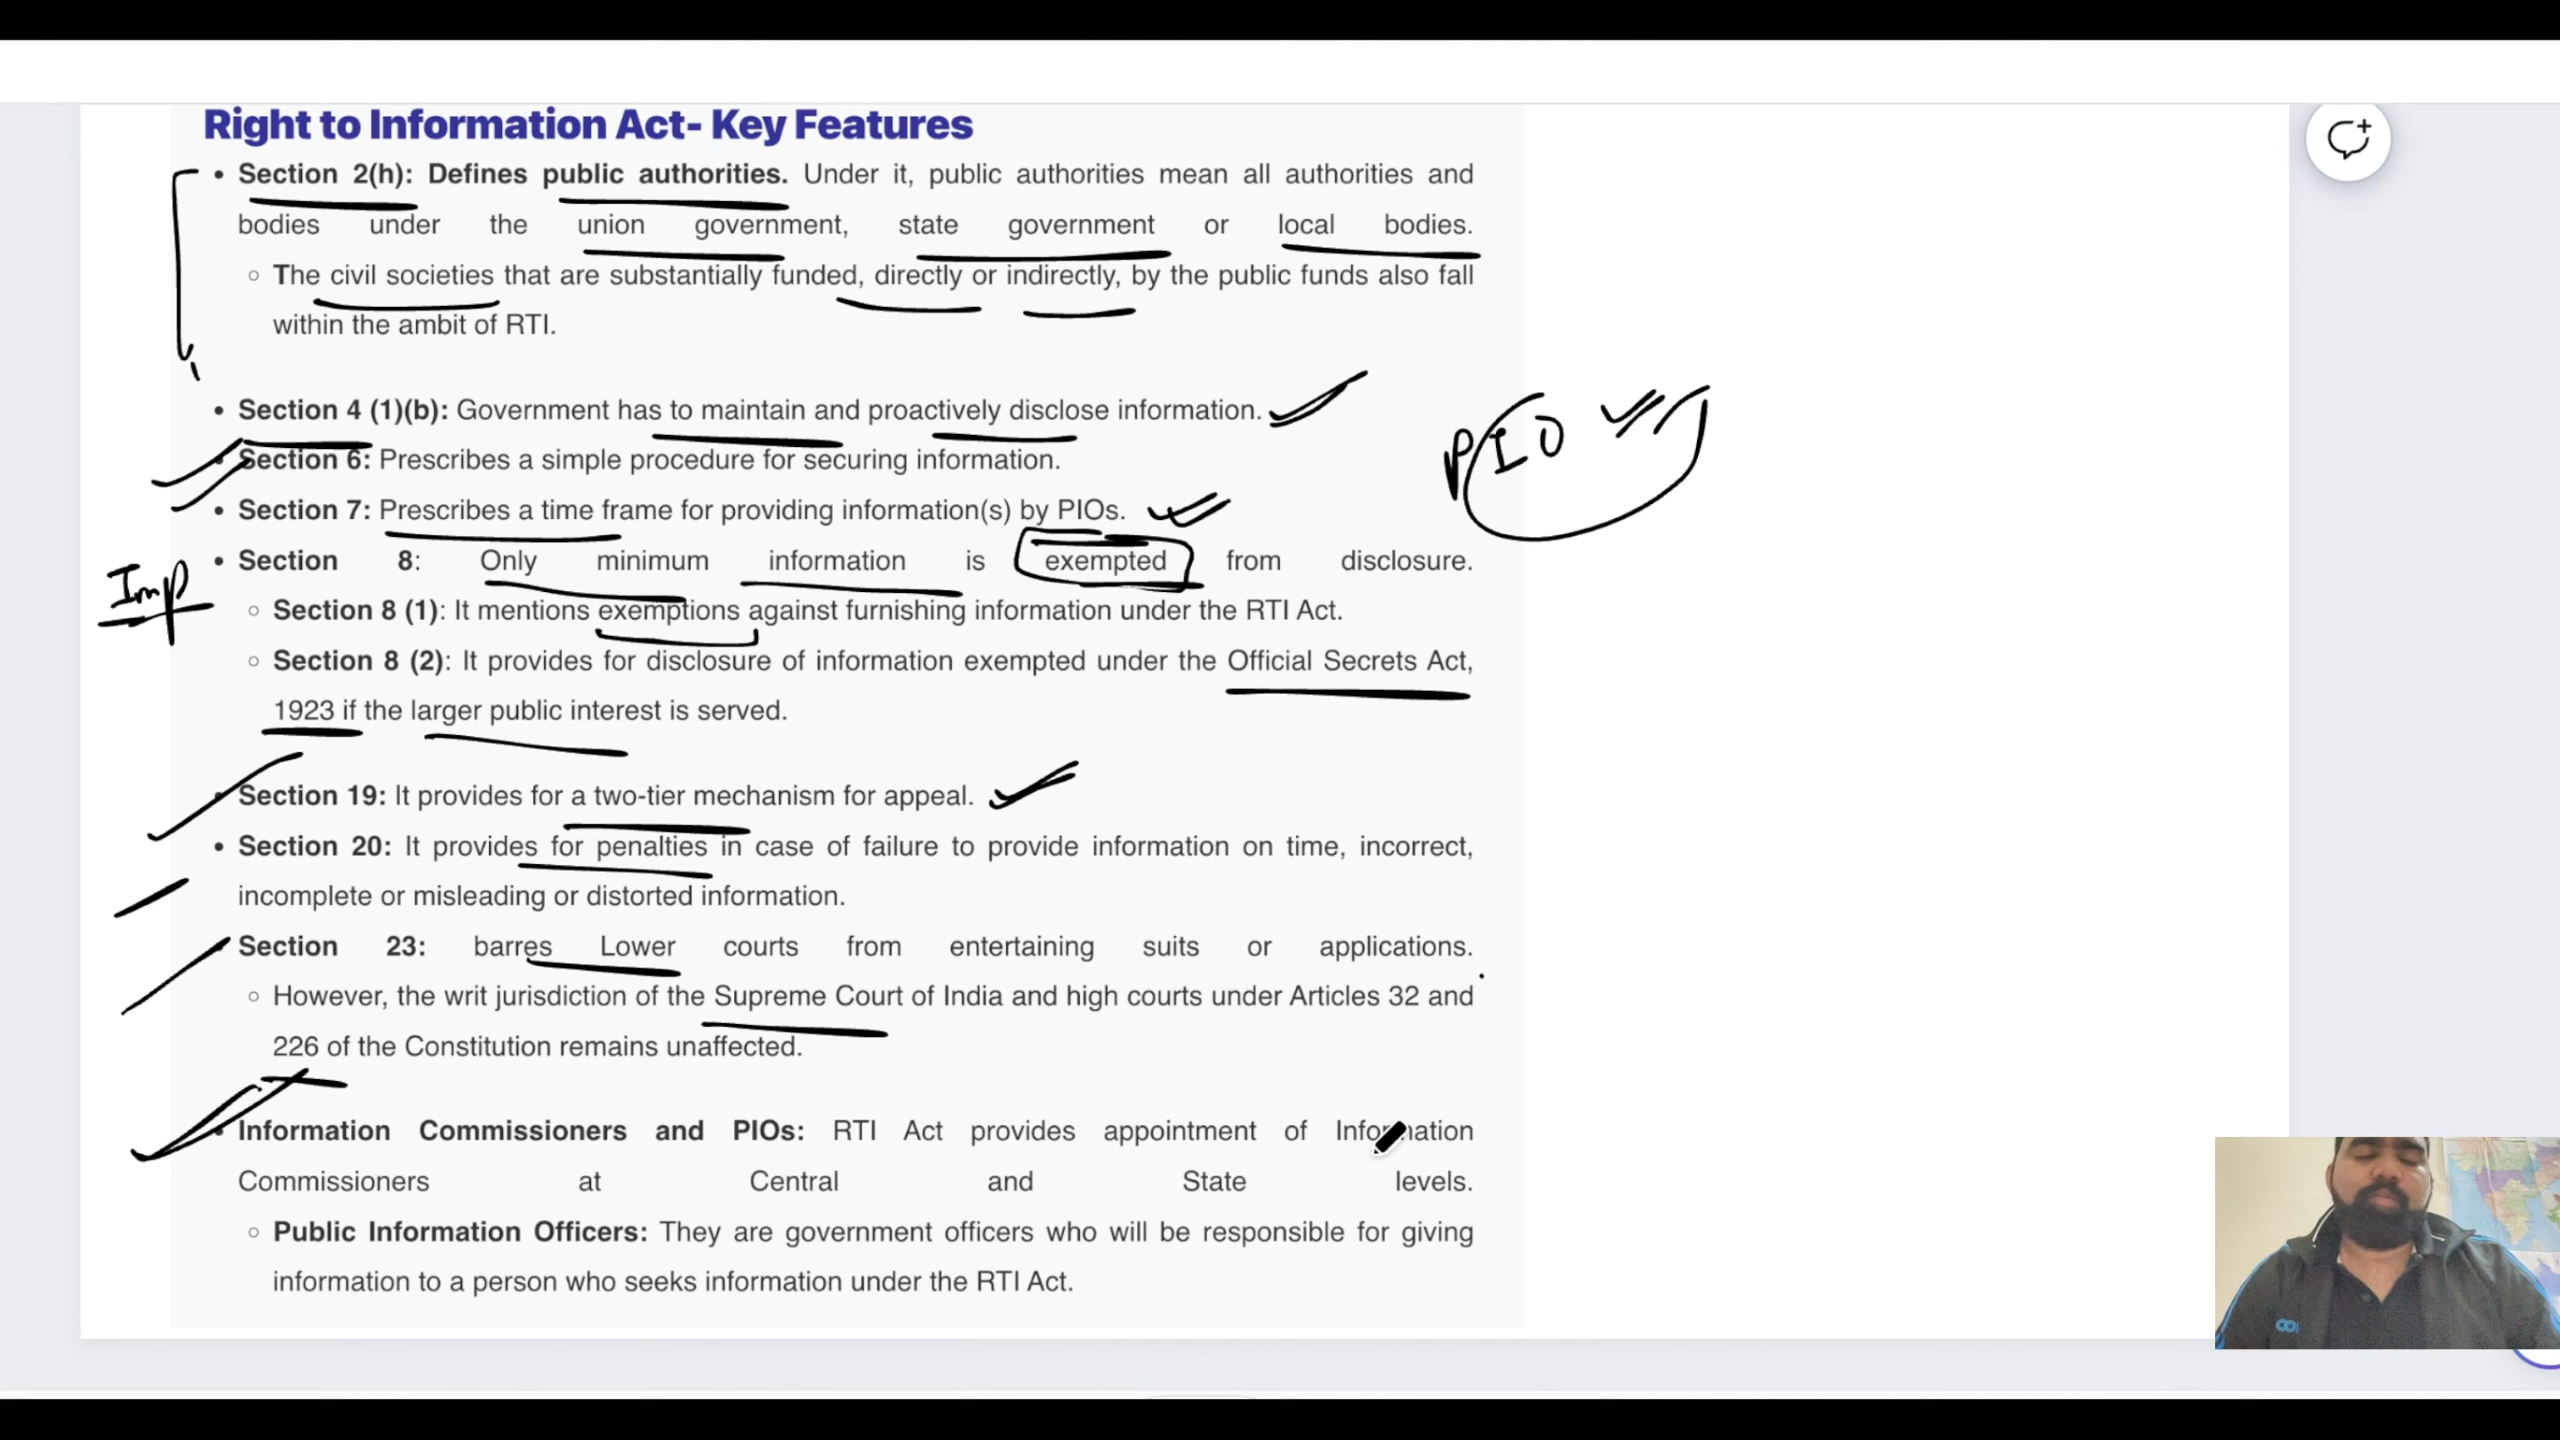 Right to Information Act- Key Features
• Section 2(h): Defines public authorities. Under it, public authorities mean all authorities and
bodies under the union government, state government or local bodies.
◦ The civil societies that are substantially funded, directly or indirectly, by the public funds also fall
within the ambit of RTI.
• Section 4 (1)(b): Government has to maintain and proactively disclose information.
• Section 6: Prescribes a simple procedure for securing information.
PIO
• Section 7: Prescribes a time frame for providing information(s) by PIOs.
• Section 8: Only minimum information is exempted from disclosure.
Imp
◦ Section 8 (1): It mentions exemptions against furnishing information under the RTI Act.
◦ Section 8 (2): It provides for disclosure of information exempted under the Official Secrets Act,
1923 if the larger public interest is served.
• Section 19: It provides for a two-tier mechanism for appeal.
• Section 20: It provides for penalties in case of failure to provide information on time, incorrect,
incomplete or misleading or distorted information.
• Section 23: barres Lower courts from entertaining suits or applications.
◦ However, the writ jurisdiction of the Supreme Court of India and high courts under Articles 32 and
226 of the Constitution remains unaffected.
• Information Commissioners and PIOs: RTI Act provides appointment of Information
Commissioners at Central and State levels.
◦ Public Information Officers: They are government officers who will be responsible for giving
information to a person who seeks information under the RTI Act.